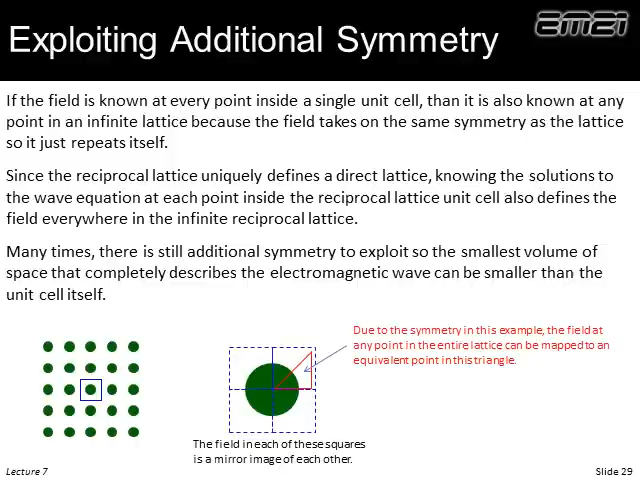 Exploiting Additional Symmetry
EM21
If the field is known at every point inside a single unit cell, than it is also known at any
point in an infinite lattice because the field takes on the same symmetry as the lattice
so it just repeats itself.
Since the reciprocal lattice uniquely defines a direct lattice, knowing the solutions to
the wave equation at each point inside the reciprocal lattice unit cell also defines the
field everywhere in the infinite reciprocal lattice.
Many times, there is still additional symmetry to exploit so the smallest volume of
space that completely describes the electromagnetic wave can be smaller than the
unit cell itself.
Due to the symmetry in this example, the field at
any point in the entire lattice can be mapped to an
equivalent point in this triangle.
The field in each of these squares
is a mirror image of each other.
Lecture 7
Slide 29